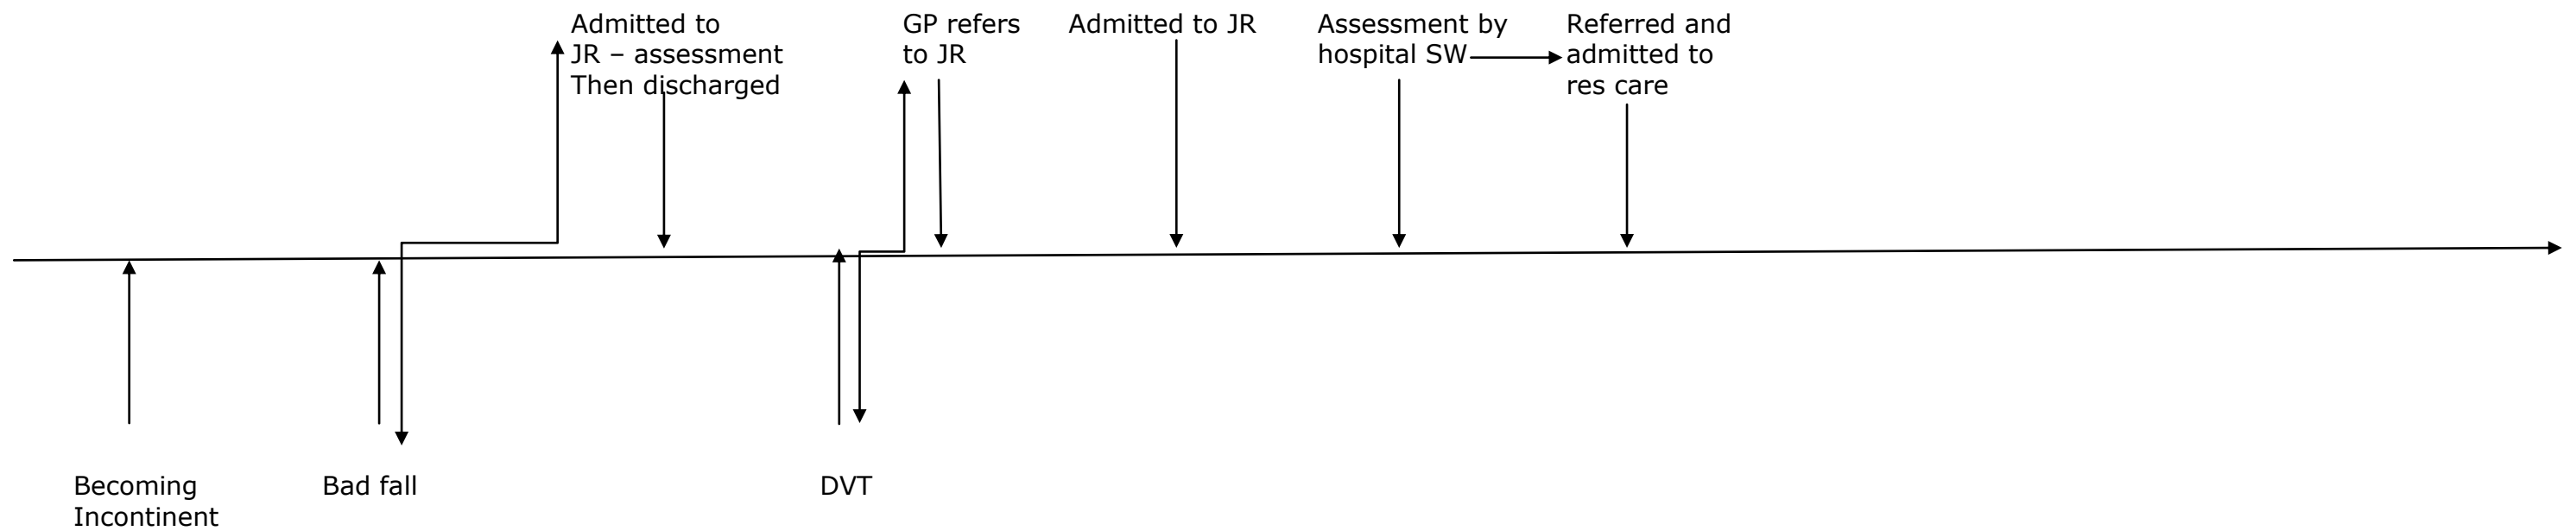 Admitted to
JR – assessment
Then discharged
GP refers
to JR
Admitted to JR
Assessment by
hospital SW
Referred and
admitted to
res care
Becoming
Incontinent
Bad fall
DVT